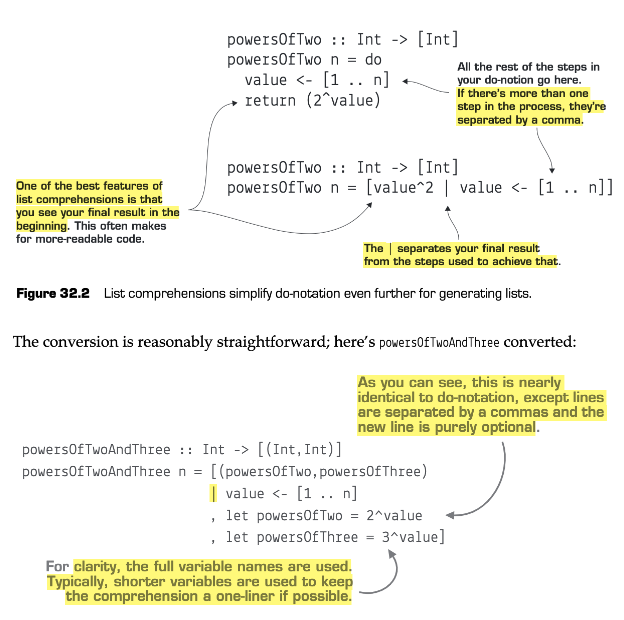 powersOfTwo :: Int -> [Int]
powersOfTwo n = do
value <- [1 .. n]
return (2^value)
All the rest of the steps in
your do-notion go here.
If there's more than one
step in the process, they're
separated by a comma.
One of the best features of
list comprehensions is that
you see your final result in the
beginning. This often makes
for more-readable code.
powersOfTwo :: Int -> [Int]
powersOfTwo n = [value^2 | value <- [1 .. n]]
The | separates your final result
from the steps used to achieve that.
Figure 32.2 List comprehensions simplify do-notation even further for generating lists.
The conversion is reasonably straightforward; here's powersOfTwoAndThree converted:
As you can see, this is nearly
identical to do-notation, except lines
are separated by a commas and the
new line is purely optional.
powersOfTwoAndThree :: Int -> [(Int,Int)]
powersOfTwoAndThree n = [(powersOfTwo,powersOfThree)
| value <- [1 .. n]
, let powersOfTwo = 2^value
, let powersOfThree = 3^value]
For clarity, the full variable names are used.
Typically, shorter variables are used to keep
the comprehension a one-liner if possible.